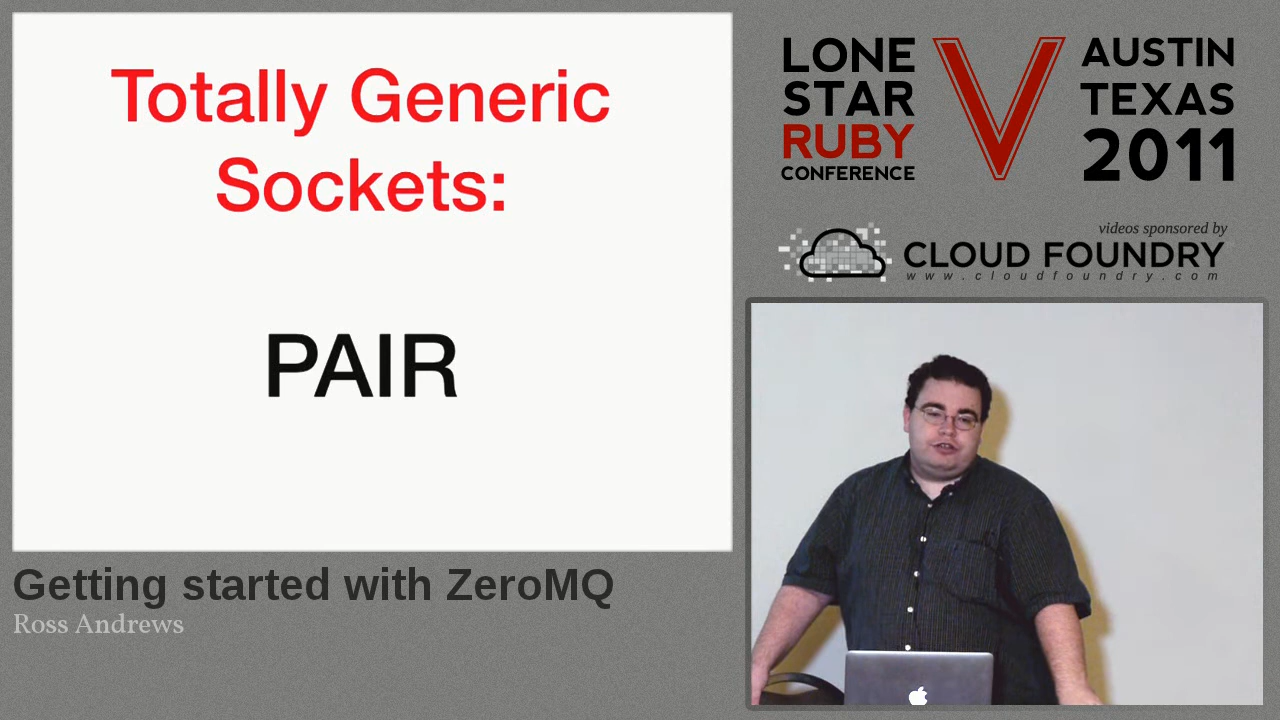 Totally Generic
Sockets:
PAIR
Getting started with ZeroMQ
Ross Andrews
LONE
STAR
RUBY
CONFERENCE
V
AUSTIN
TEXAS
2011
videos sponsored by
CLOUD FOUNDRY
www.cloudfoundry.com